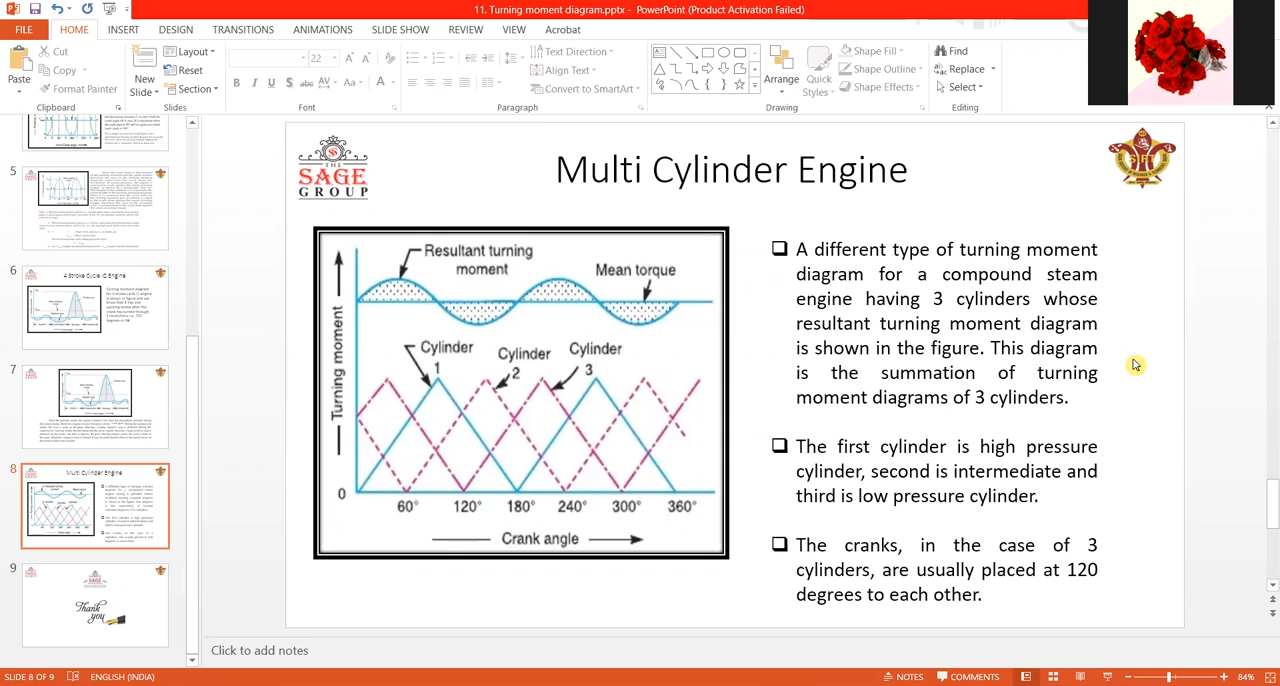 11. Turning moment diagram.pptx - PowerPoint (Product Activation Failed)
FILE HOME INSERT DESIGN TRANSITIONS ANIMATIONS SLIDE SHOW REVIEW VIEW Acrobat
Paste
Cut
Copy
Format Painter
Clipboard
New
Slide
Layout
Reset
Section
Slides
22
B I U S abc AV Aa A
Font
Text Direction
Align Text
Convert to SmartArt
Paragraph
Arrange
Quick
Styles
Shape Fill
Shape Outline
Shape Effects
Drawing
Find
Replace
Select
Editing
5
6
4 Stroke Cycle IC Engine
7
8
Multi Cylinder Engine
9
SAGE
Thank
you
THE
SAGE
GROUP
Multi Cylinder Engine
SIRT
Resultant turning
moment
Mean torque
Turning moment
Cylinder
1
Cylinder
2
Cylinder
3
0
60° 120° 180° 240° 300° 360°
Crank angle
A different type of turning moment
diagram for a compound steam
engine having 3 cylinders whose
resultant turning moment diagram
is shown in the figure. This diagram
is the summation of turning
moment diagrams of 3 cylinders.
The first cylinder is high pressure
cylinder, second is intermediate and
third is low pressure cylinder.
The cranks, in the case of 3
cylinders, are usually placed at 120
degrees to each other.
Click to add notes
SLIDE 8 OF 9 ENGLISH (INDIA) NOTES COMMENTS 84%